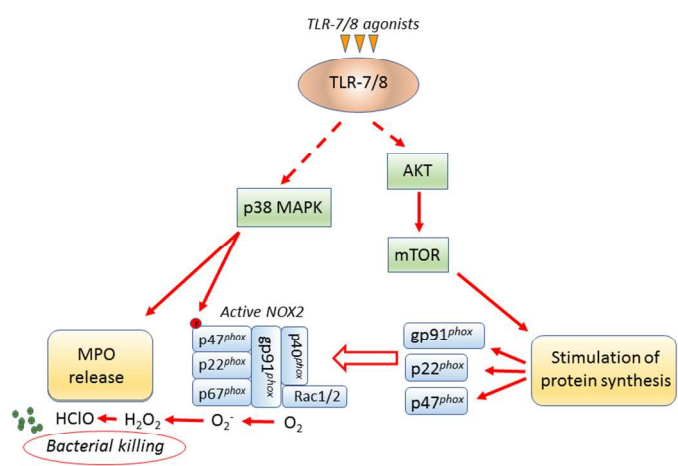 TLR-7/8 agonists
TLR-7/8
AKT
p38 MAPK
mTOR
Active NOX2
p47phox
p22phox
p67phox
gp91phox
p40phox
Rac1/2
gp91phox
p22phox
p47phox
Stimulation of
protein synthesis
MPO
release
HClO H2O2 O2- O2
Bacterial killing